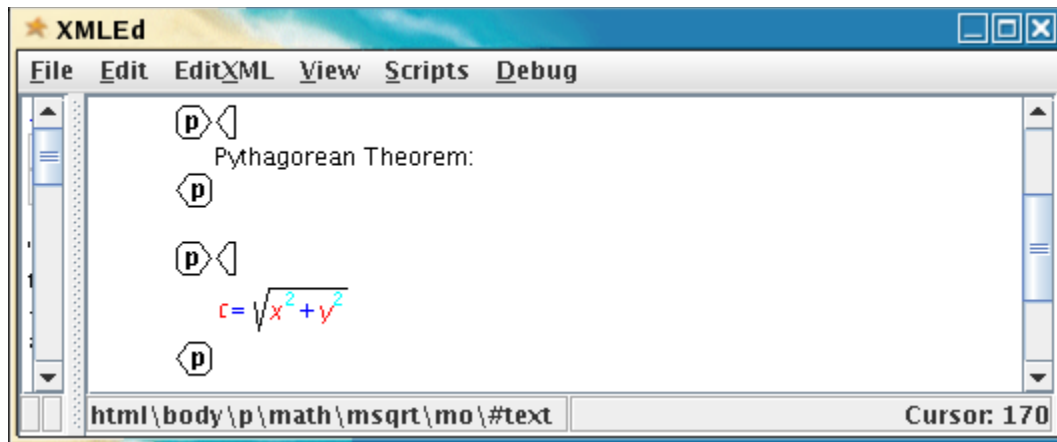 XMLEd
File Edit EditXML View Scripts Debug
p
Pythagorean Theorem:
p
p
c=√x²+y²
p
html\body\p\math\msqrt\mo\#text Cursor: 170